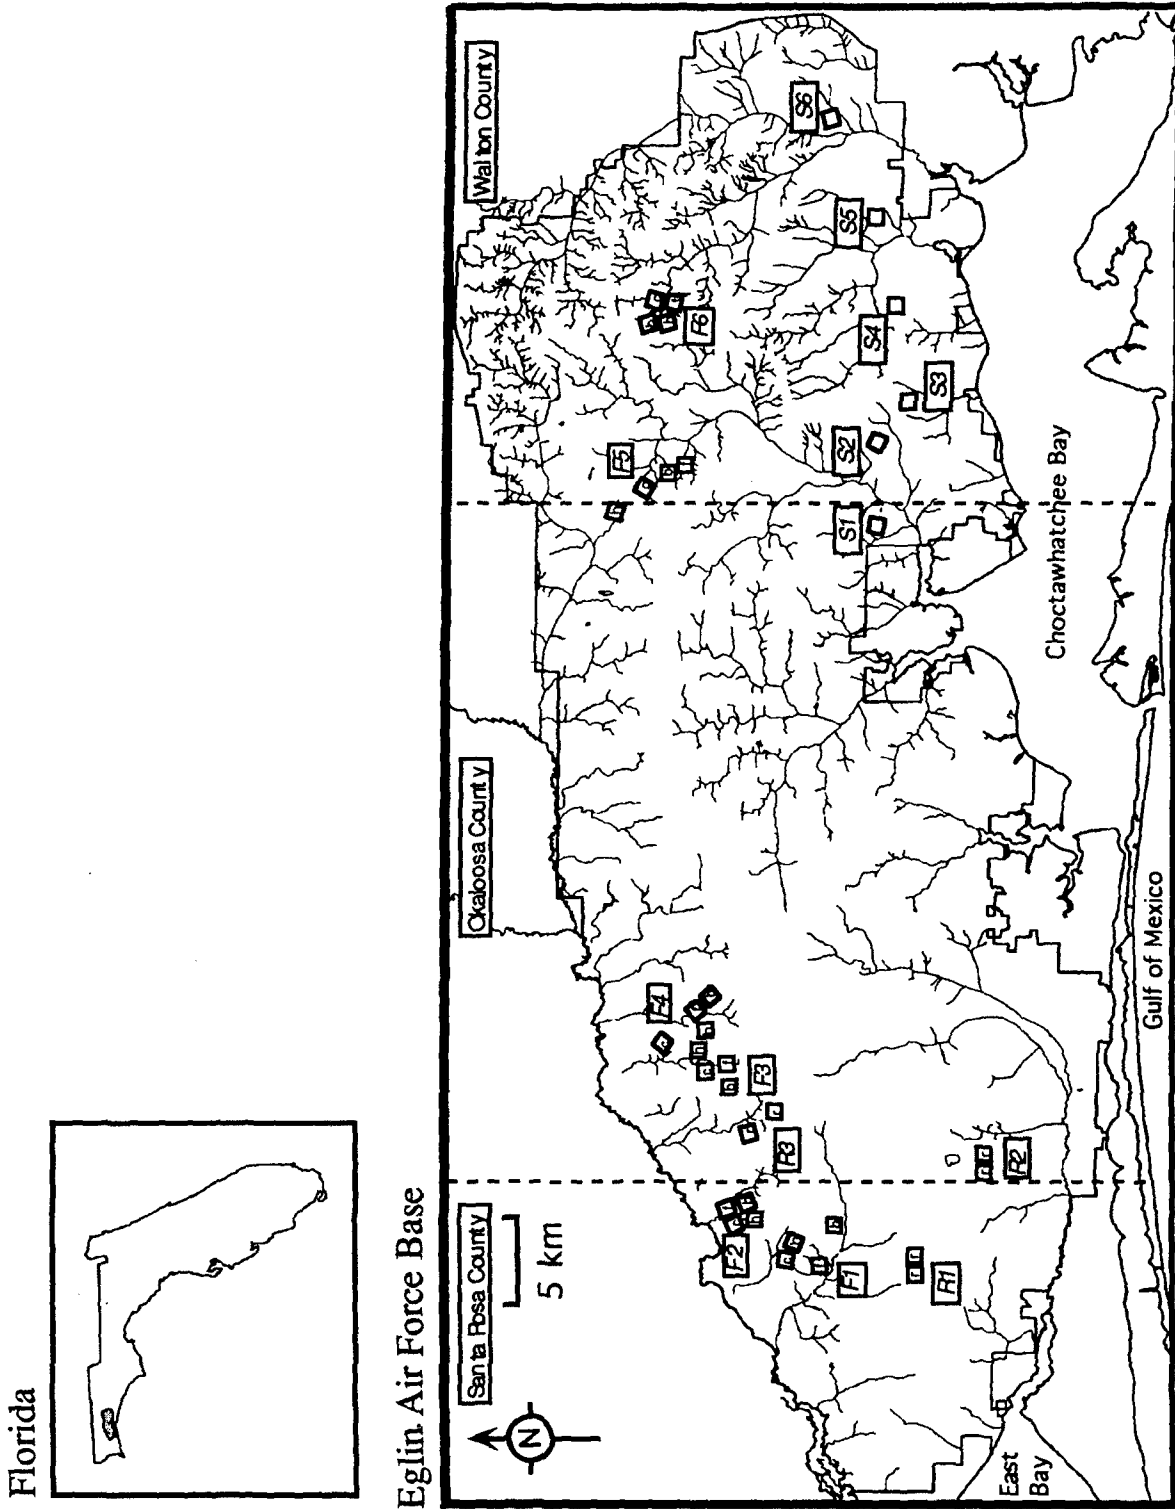 Florida
Eglin Air Force Base
Santa Rosa County
Okaloosa County
Walton County
5 km
N
F2
F1
R1
R2
R3
F3
F4
F5
F6
S1
S2
S3
S4
S5
S6
East
Bay
Gulf of Mexico
Choctawhatchee Bay